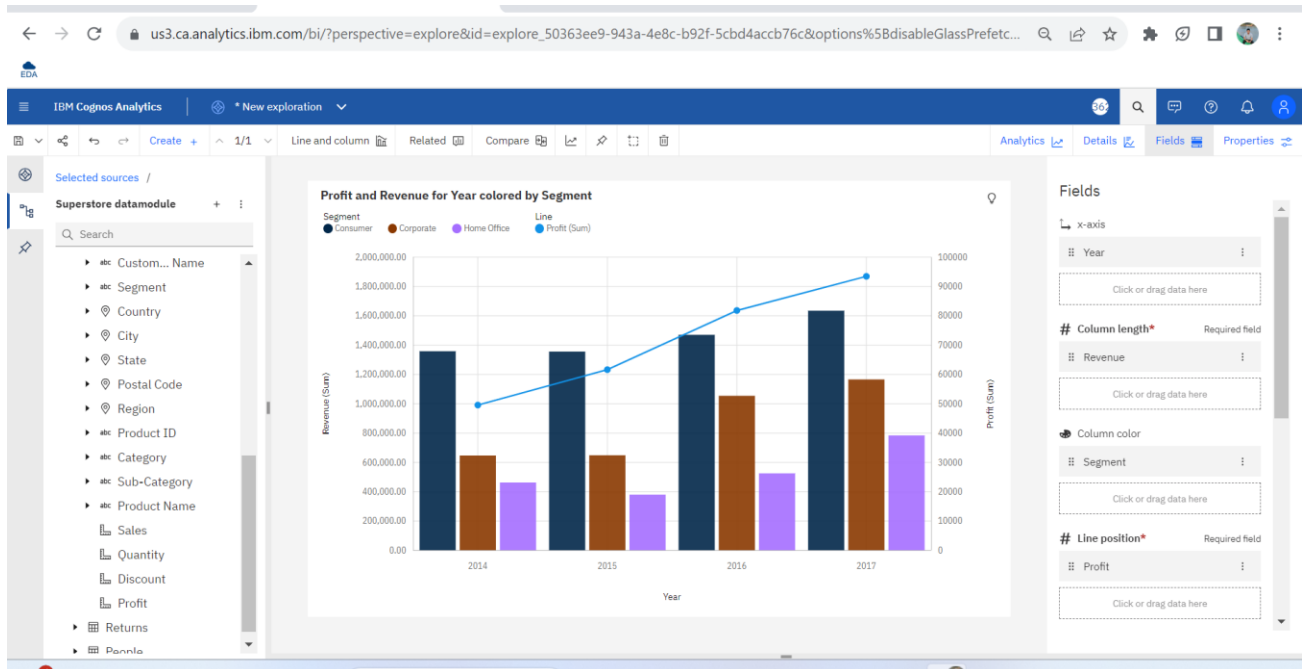 us3.ca.analytics.ibm.com/bi/?perspective=explore&id=explore_50363ee9-943a-4e8c-b92f-5cbd4accb76c&options%5BdisableGlassPrefetc...
EDA
IBM Cognos Analytics
* New exploration
Create +
1/1
Line and column
Related
Compare
Analytics
Details
Fields
Properties
Selected sources /
Superstore datamodule
Search
abc Custom... Name
abc Segment
Country
City
State
Postal Code
Region
abc Product ID
abc Category
abc Sub-Category
abc Product Name
Sales
Quantity
Discount
Profit
Returns
People
Profit and Revenue for Year colored by Segment
Segment
Line
Consumer Corporate Home Office Profit (Sum)
2,000,000.00
1,800,000.00
1,600,000.00
1,400,000.00
1,200,000.00
1,000,000.00
800,000.00
600,000.00
400,000.00
200,000.00
0.00
Revenue (Sum)
100000
90000
80000
70000
60000
50000
40000
30000
20000
10000
0
Profit (Sum)
2014 2015 2016 2017
Year
Fields
x-axis
Year
Click or drag data here
# Column length* Required field
Revenue
Click or drag data here
Column color
Segment
Click or drag data here
# Line position* Required field
Profit
Click or drag data here